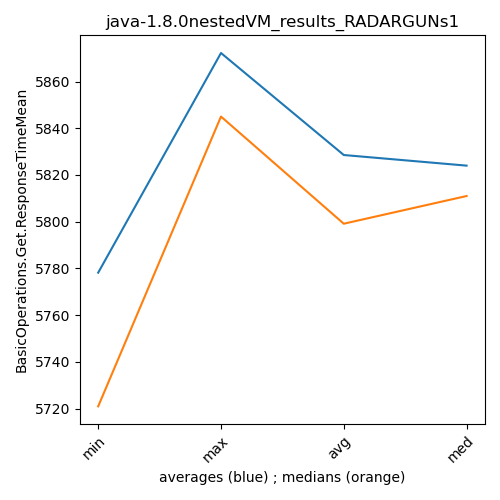 java-1.8.0nestedVM_results_RADARGUNs1
BasicOperations.Get.ResponseTimeMean
5860
5840
5820
5800
5780
5760
5740
5720
min
max
avg
med
averages (blue) ; medians (orange)